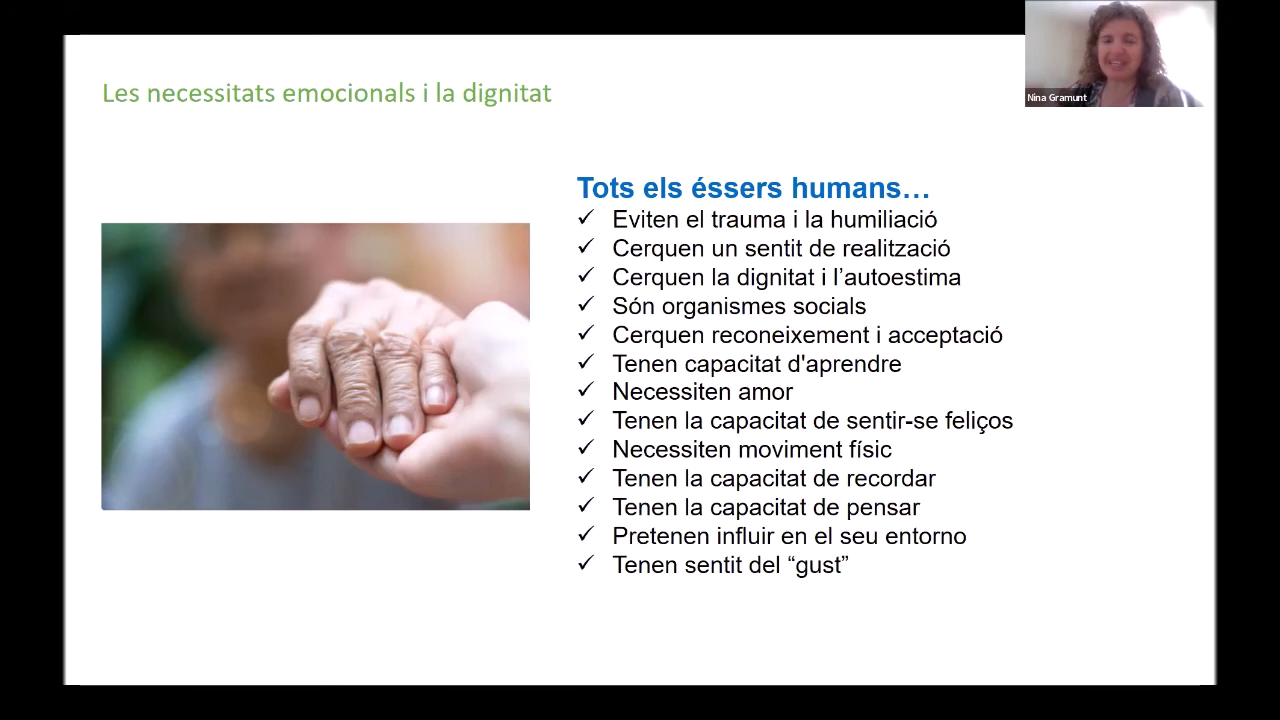 Nina Gramunt
Les necessitats emocionals i la dignitat
Tots els éssers humans…
✓ Eviten el trauma i la humiliació
✓ Cerquen un sentit de realització
✓ Cerquen la dignitat i l’autoestima
✓ Són organismes socials
✓ Cerquen reconeixement i acceptació
✓ Tenen capacitat d'aprendre
✓ Necessiten amor
✓ Tenen la capacitat de sentir-se feliços
✓ Necessiten moviment físic
✓ Tenen la capacitat de recordar
✓ Tenen la capacitat de pensar
✓ Pretenen influir en el seu entorno
✓ Tenen sentit del “gust”